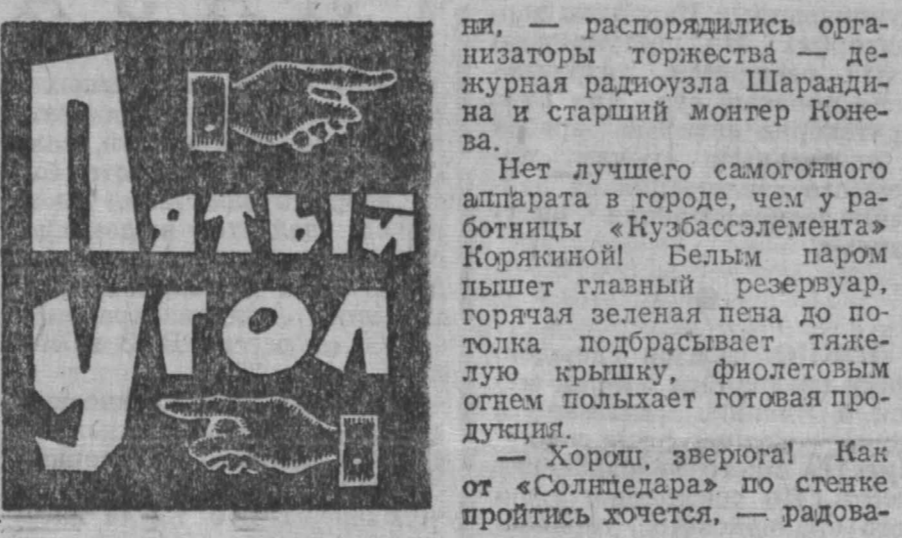 Пятый
угол
ни, — распорядились орга-
низаторы торжества — де-
журная радиоузла Шаранди-
на и старший монтер Коне-
ва.
Нет лучшего самогонного
аппарата в городе, чем у ра-
ботницы «Кузбассэлемента»
Корякиной! Белым паром
пышет главный резервуар,
горячая зеленая пена до по-
толка подбрасывает тяже-
лую крышку, фиолетовым
огнем полыхает готовая про-
дукция.
— Хорош, зверюга! Как
от «Солнцедара» по стенке
пройтись хочется, — радова-